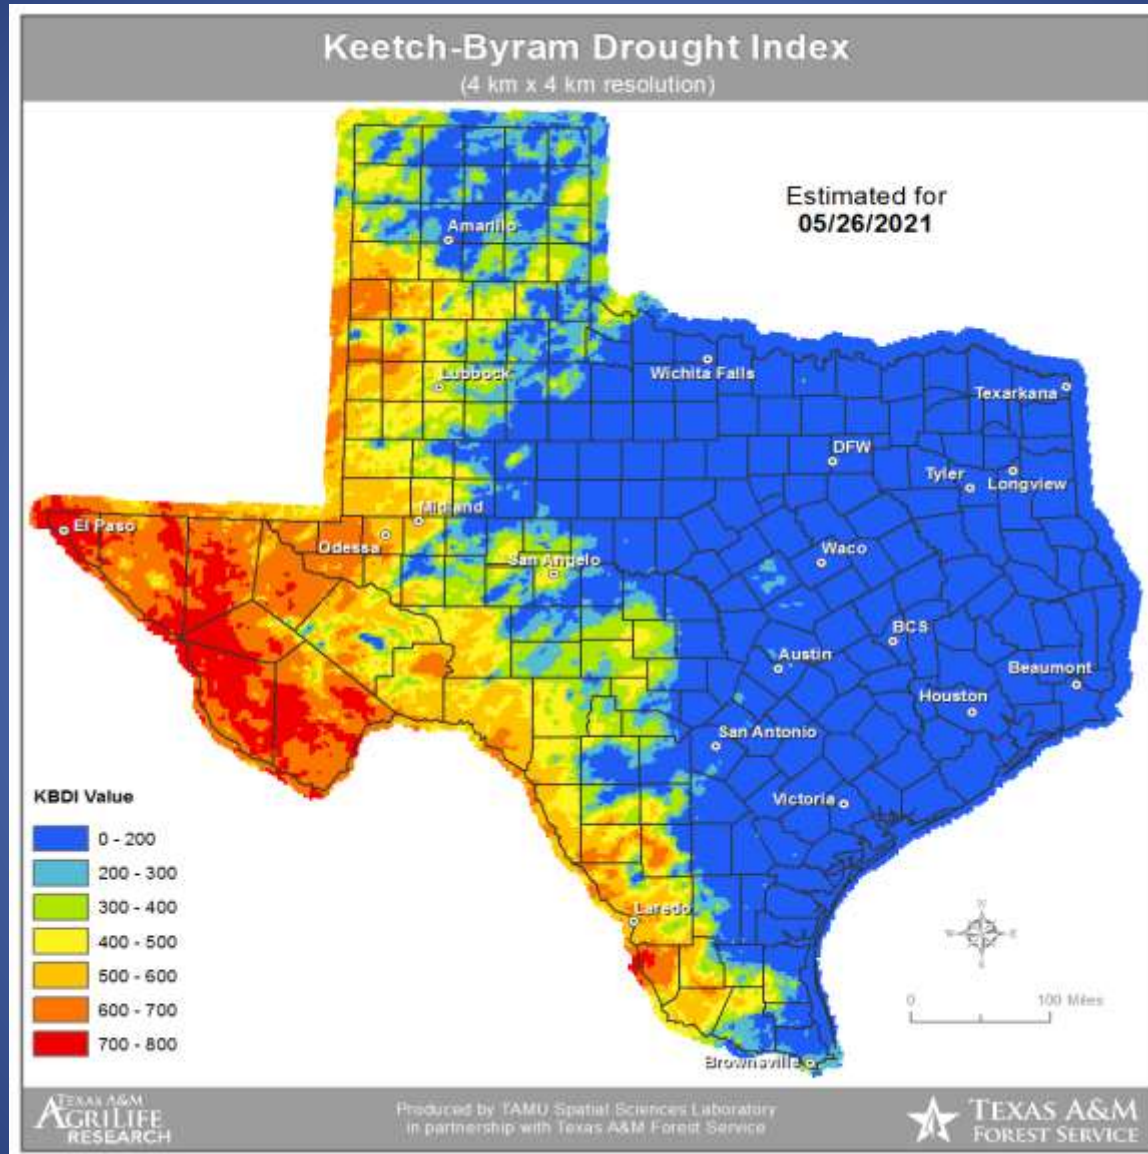 Keetch-Byram Drought Index
(4 km x 4 km resolution)
Estimated for
05/26/2021
Amarillo
Lubbock
Wichita Falls
Texarkana
DFW
Tyler
Longview
El Paso
Midland
Odessa
San Angelo
Waco
BCS
Austin
Beaumont
Houston
San Antonio
Victoria
Laredo
Brownsville
KBDI Value
0 - 200
200 - 300
300 - 400
400 - 500
500 - 600
600 - 700
700 - 800
0 100 Miles
TEXAS A&M
AGRILIFE
RESEARCH
Produced by TAMU Spatial Sciences Laboratory
in partnership with Texas A&M Forest Service
TEXAS A&M
FOREST SERVICE